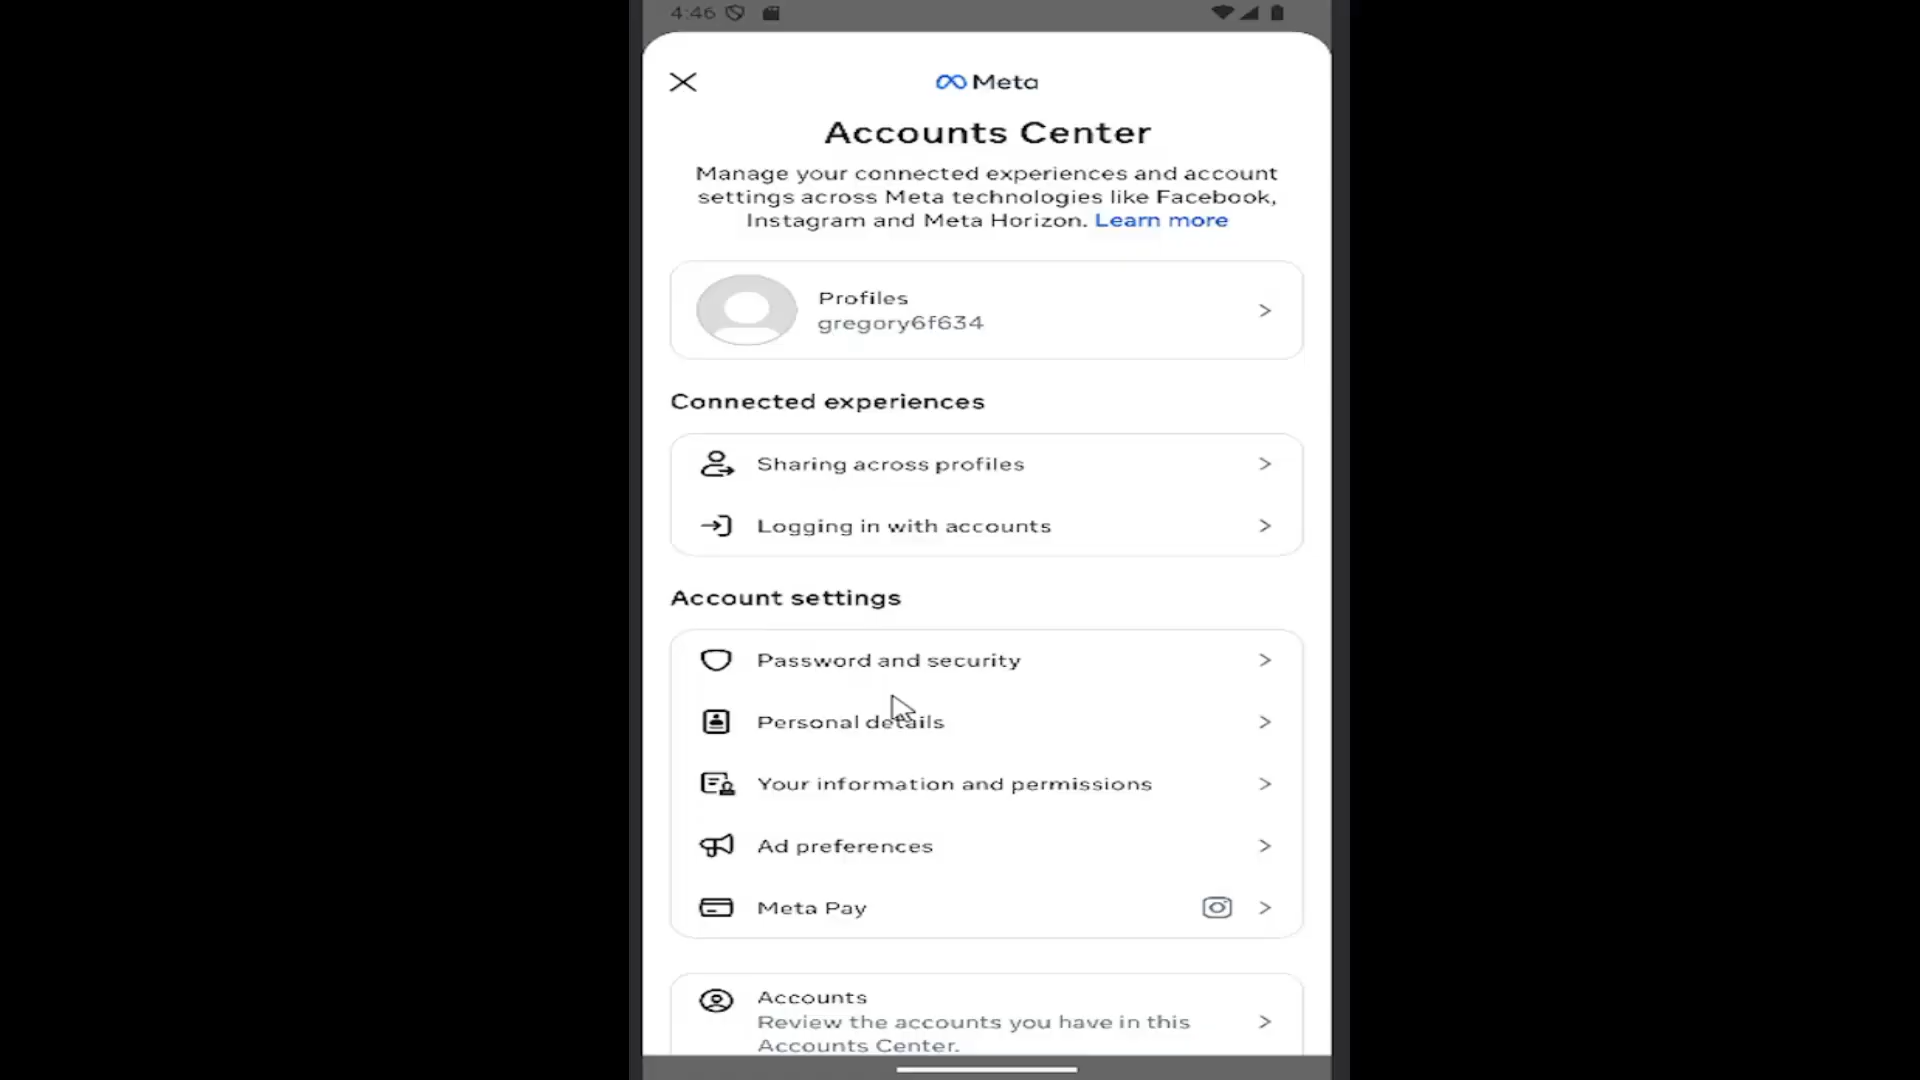 4:46
Meta
Accounts Center
Manage your connected experiences and account
settings across Meta technologies like Facebook,
Instagram and Meta Horizon. Learn more
Profiles
gregory6f634
Connected experiences
Sharing across profiles
Logging in with accounts
Account settings
Password and security
Personal details
Your information and permissions
Ad preferences
Meta Pay
Accounts
Review the accounts you have in this
Accounts Center.